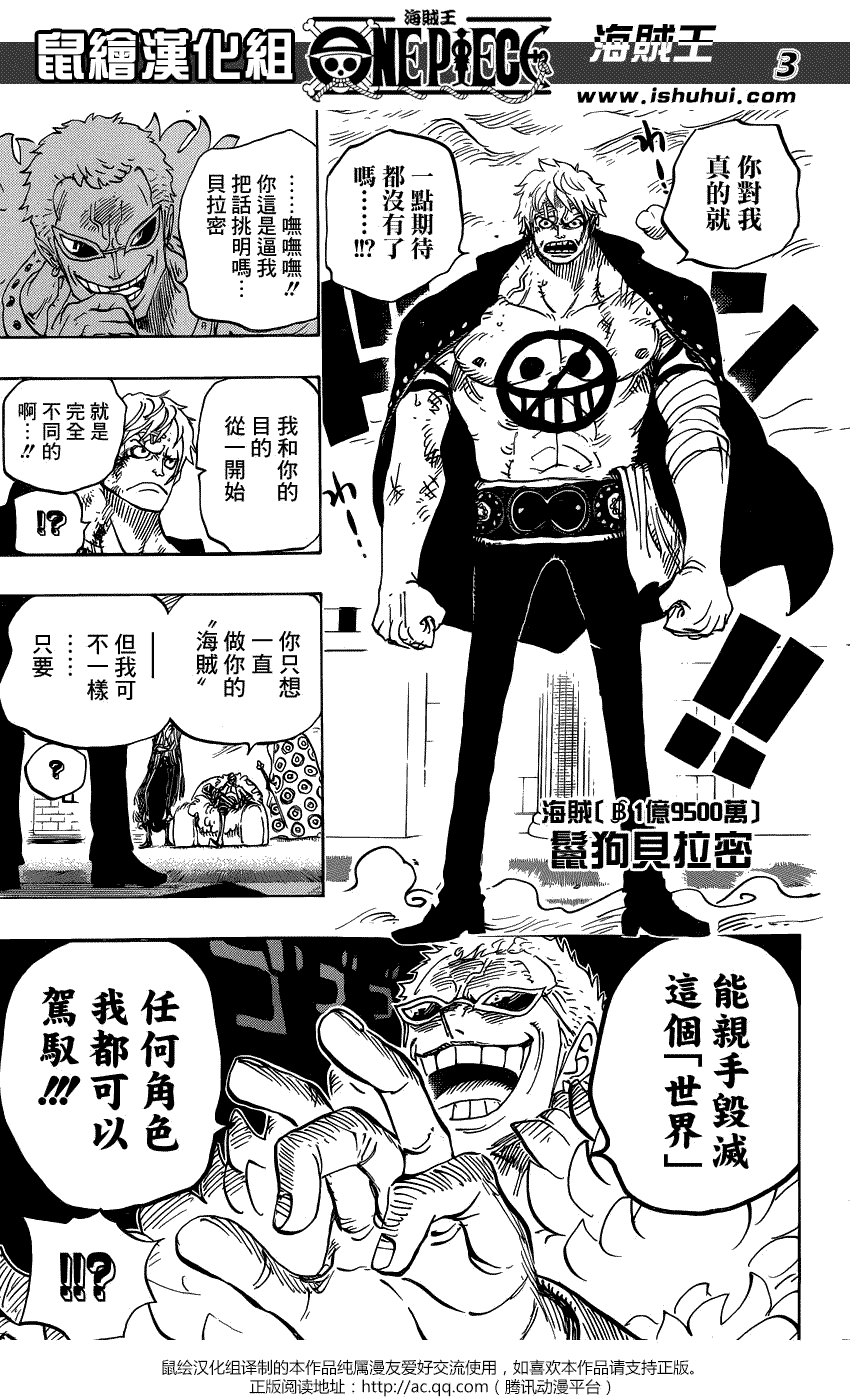 鼠繪漢化組
海賊王
ONE PIECE
海賊王
3
www.ishuhui.com
你對我
真的就
一點期待
都沒有了
嗎……!!?
わ
わ
ドン
!!
海賊〔฿1億9500萬〕
鬣狗貝拉密
……嘸嘸嘸!!
你這是逼我
把話挑明嗎…
貝拉密
我和你的
目的
從一開始
就是
完全
不同的
啊…!!
!?
你只想
一直
做你的
〝海賊〟
——
但我可
不一樣
……
只要
?
能親手毀滅
這個「世界」
ゴゴゴ
任何角色
我都可以
駕馭!!!
!!?
鼠绘汉化组译制的本作品纯属漫友爱好交流使用，如喜欢本作品请支持正版。
正版阅读地址：http://ac.qq.com（腾讯动漫平台）